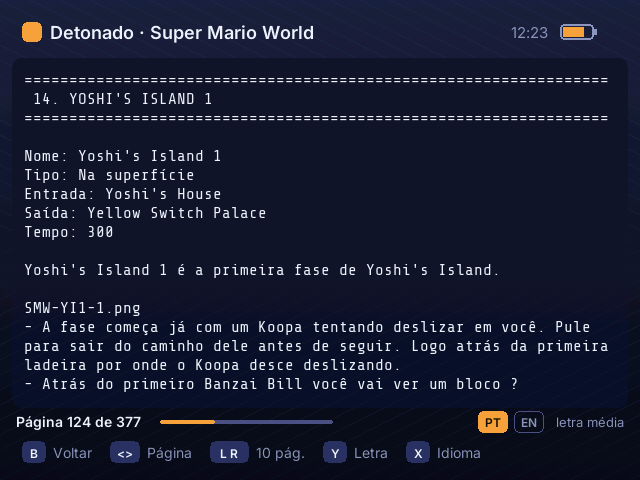 Detonado · Super Mario World
12:23
=================================================================
14. YOSHI'S ISLAND 1
=================================================================
Nome: Yoshi's Island 1
Tipo: Na superfície
Entrada: Yoshi's House
Saída: Yellow Switch Palace
Tempo: 300
Yoshi's Island 1 é a primeira fase de Yoshi's Island.
SMW-YI1-1.png
- A fase começa já com um Koopa tentando deslizar em você. Pule
para sair do caminho dele antes de seguir. Logo atrás da primeira
ladeira por onde o Koopa desce deslizando.
- Atrás do primeiro Banzai Bill você vai ver um bloco ?
Página 124 de 377
PT EN letra média
B Voltar <> Página L R 10 pág. Y Letra X Idioma